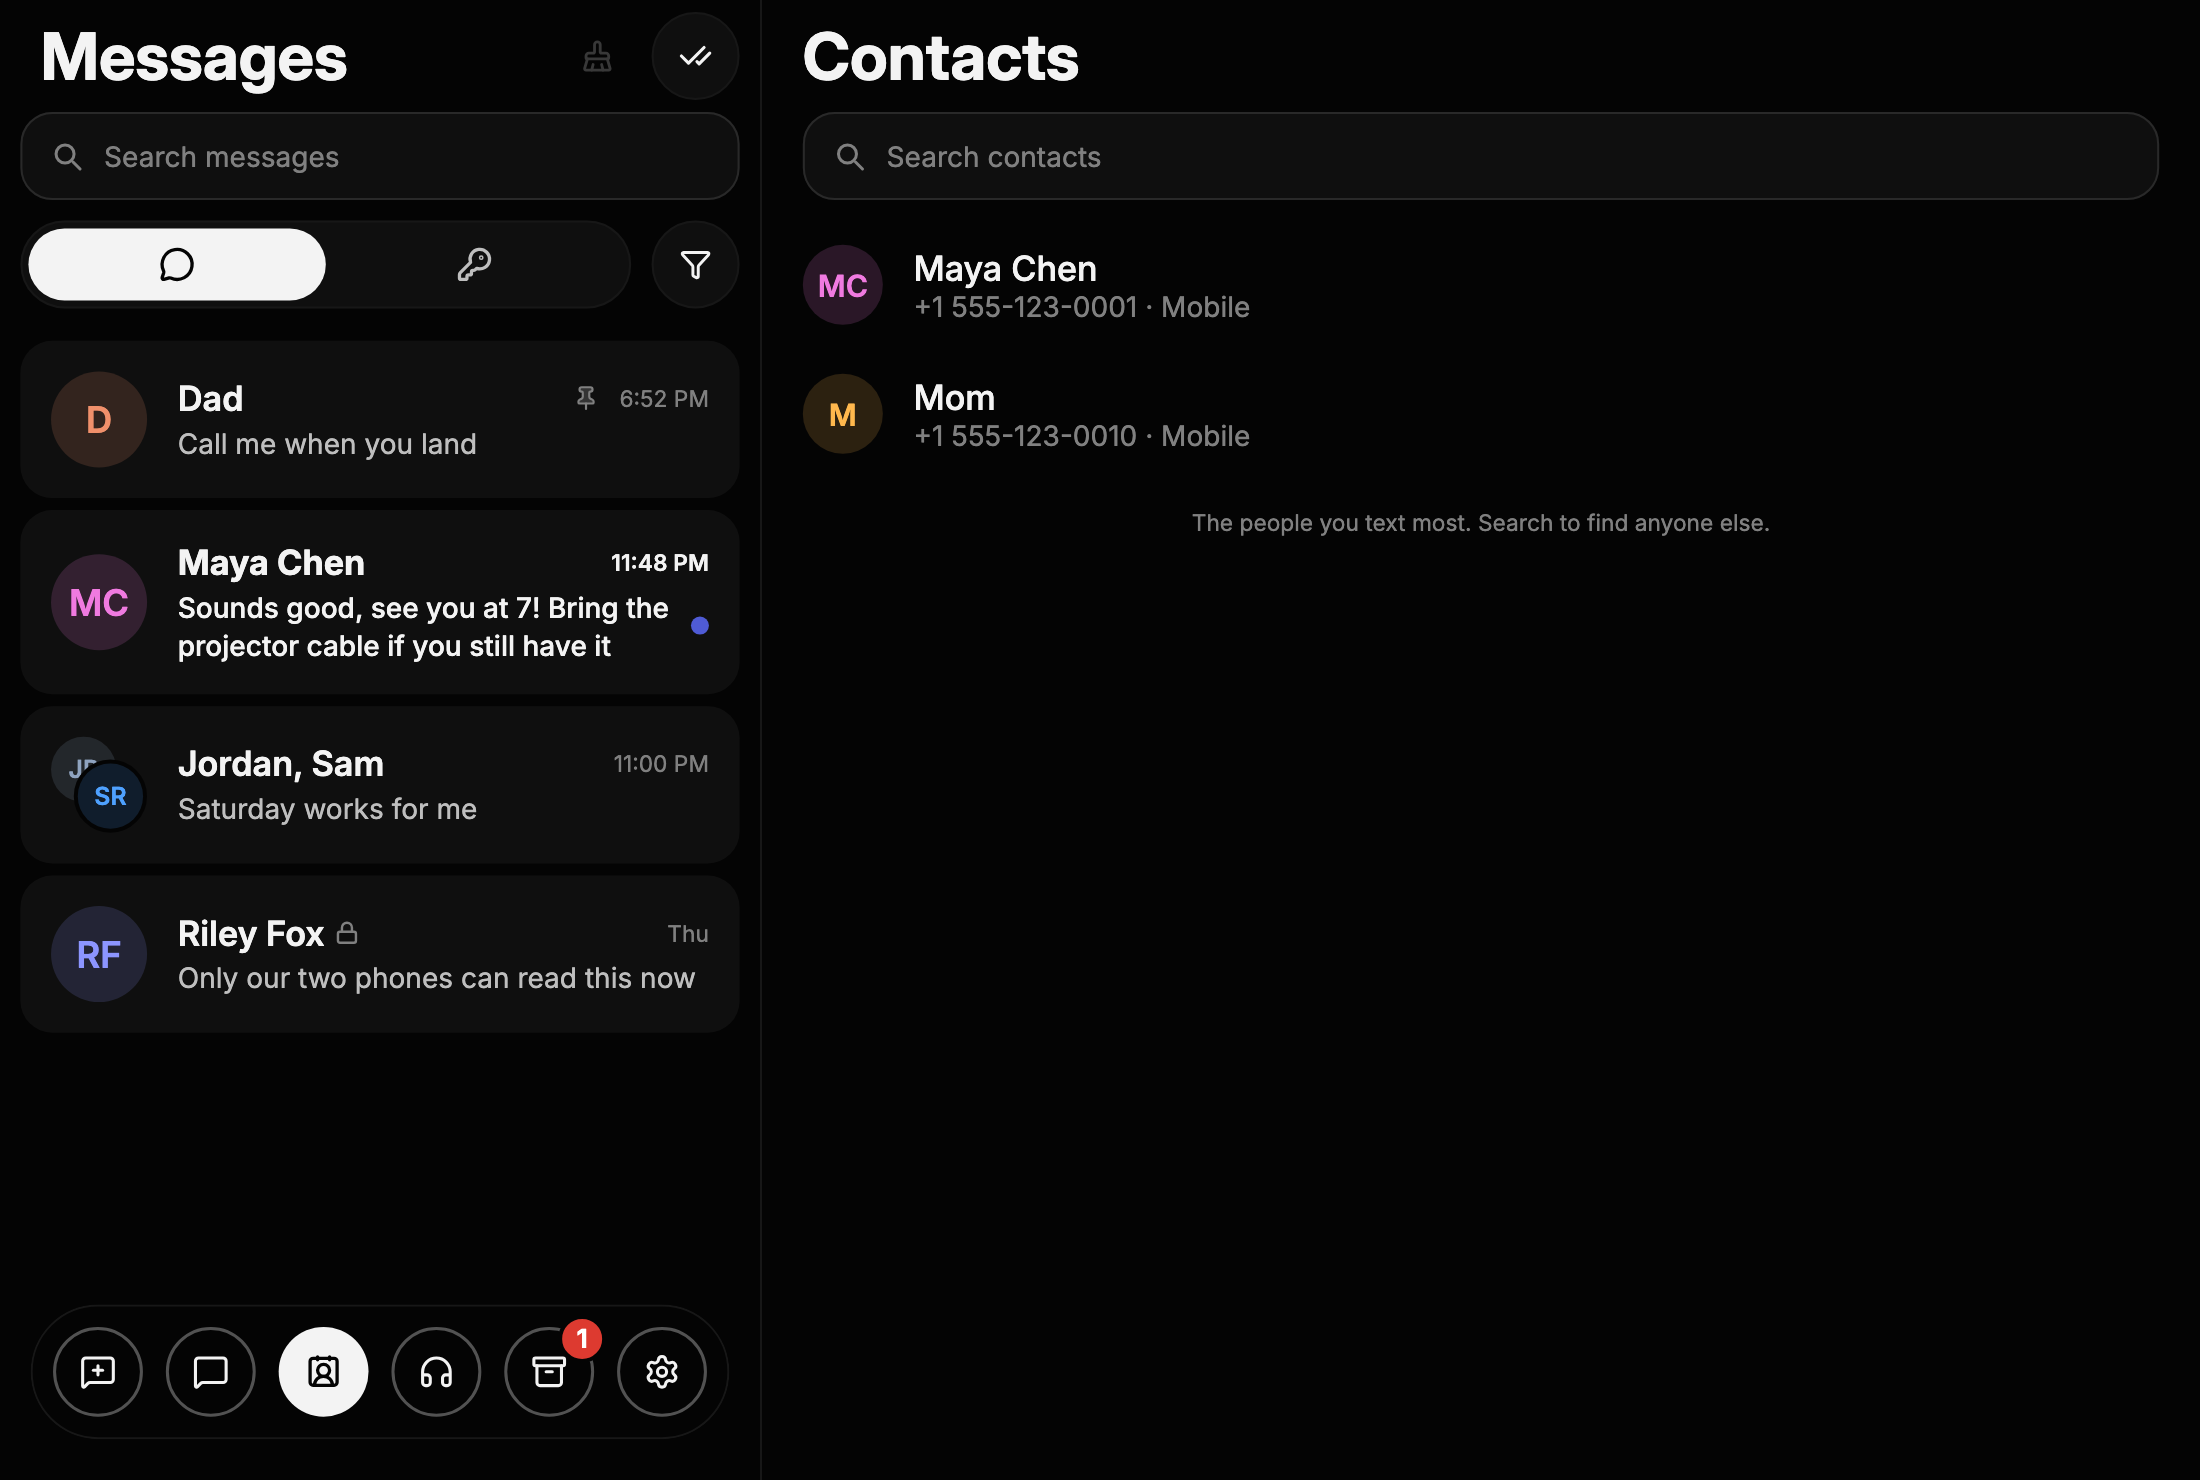 Messages
Search messages
D
Dad
6:52 PM
Call me when you land
MC
Maya Chen
11:48 PM
Sounds good, see you at 7! Bring the
projector cable if you still have it
SR
Jordan, Sam
11:00 PM
Saturday works for me
RF
Riley Fox
Thu
Only our two phones can read this now
1
Contacts
Search contacts
MC
Maya Chen
+1 555-123-0001 · Mobile
M
Mom
+1 555-123-0010 · Mobile
The people you text most. Search to find anyone else.